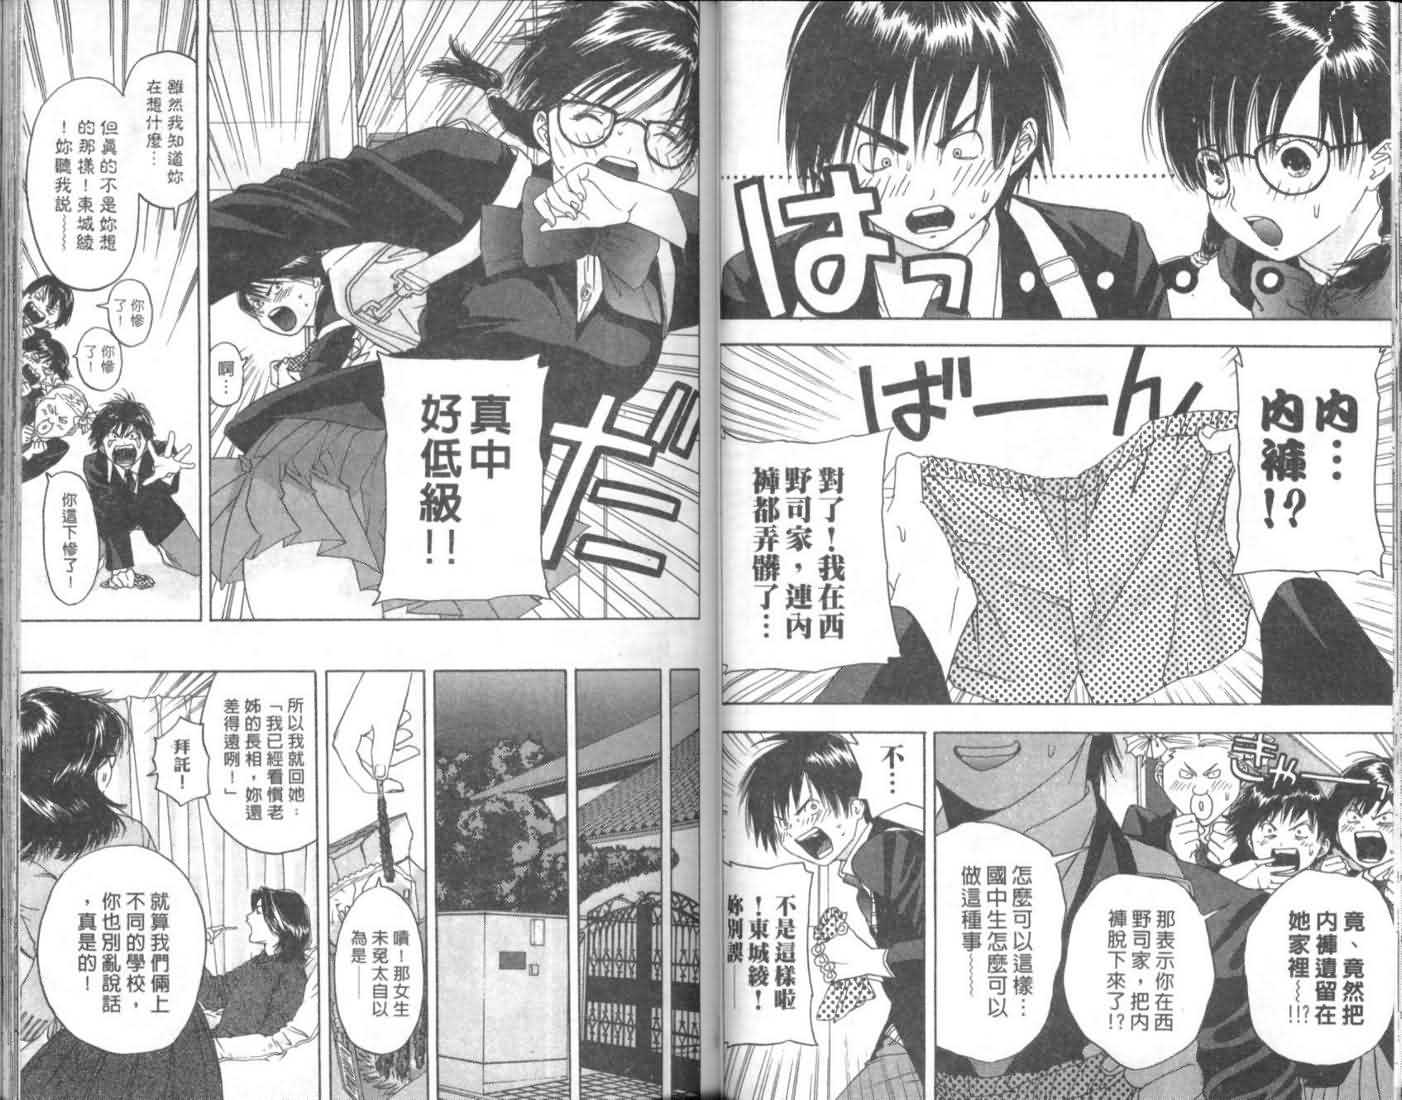 はっ
內…
內褲!?
ばーん
對了!我在西
野司家,連內
褲都弄髒了…
きゃーっ
竟、竟然把
內褲遺留在
她家裡~~!!?
那表示你在西
野司家,把內
褲脫下來了!?
怎麼可以這樣…
國中生怎麼可以
做這種事~~
不…
不是這樣啦
!東城綾!
妳別誤——
真中
好低級!!
だーっ
啊…
雖然我知道妳
在想什麼…
但真的不是妳想
的那樣!東城綾
!妳聽我說~~~
你慘
了!
你慘
了!
你這下慘了!
嘖!那女生
未免太自以
為是——
所以我就回她:
「我已經看慣老
姊的長相,妳還
差得遠咧!」
拜託!
就算我們倆上
不同的學校,
你也別亂說話
,真是的!